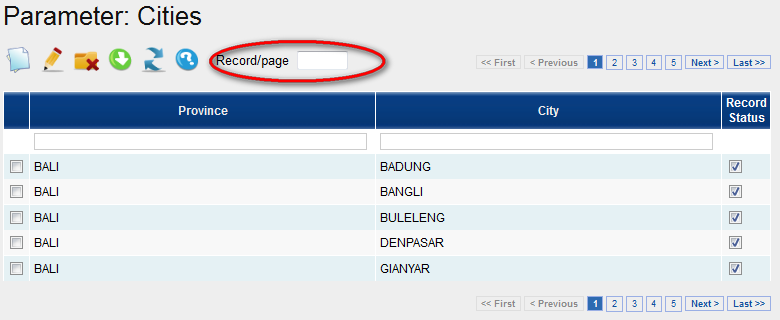 Parameter: Cities
Record/page
<< First < Previous 1 2 3 4 5 Next > Last >>
Province City Record Status
BALI BADUNG
BALI BANGLI
BALI BULELENG
BALI DENPASAR
BALI GIANYAR
<< First < Previous 1 2 3 4 5 Next > Last >>